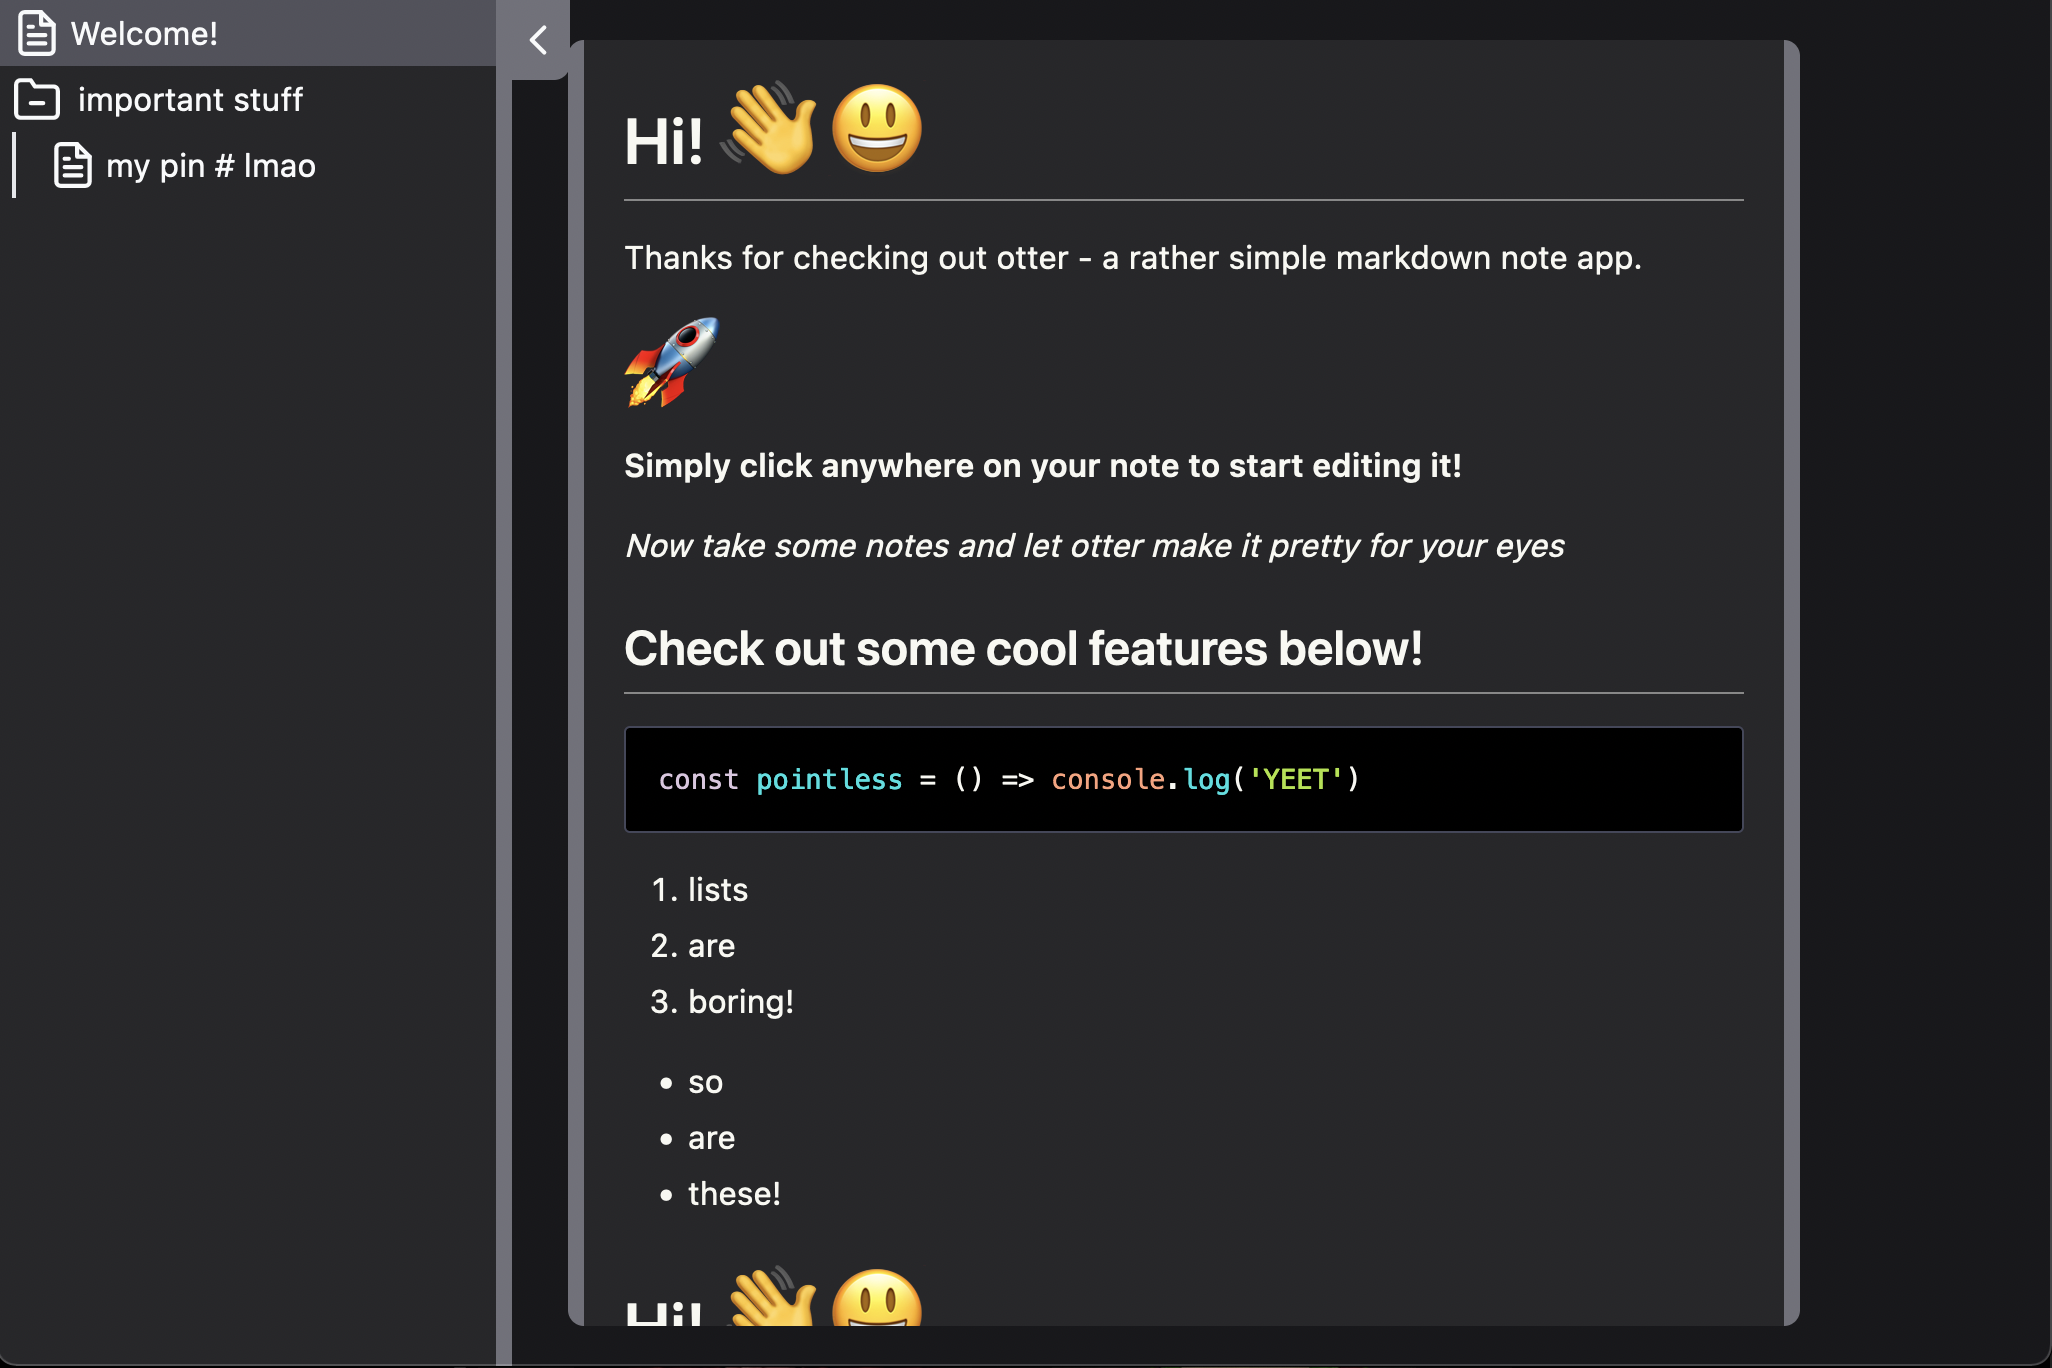 Welcome!
important stuff
my pin # lmao
Hi! 👋 😃
Thanks for checking out otter - a rather simple markdown note app.
🚀
Simply click anywhere on your note to start editing it!
Now take some notes and let otter make it pretty for your eyes
Check out some cool features below!
const pointless = () => console.log('YEET')
1. lists
2. are
3. boring!
• so
• are
• these!
Hi! 👋 😃